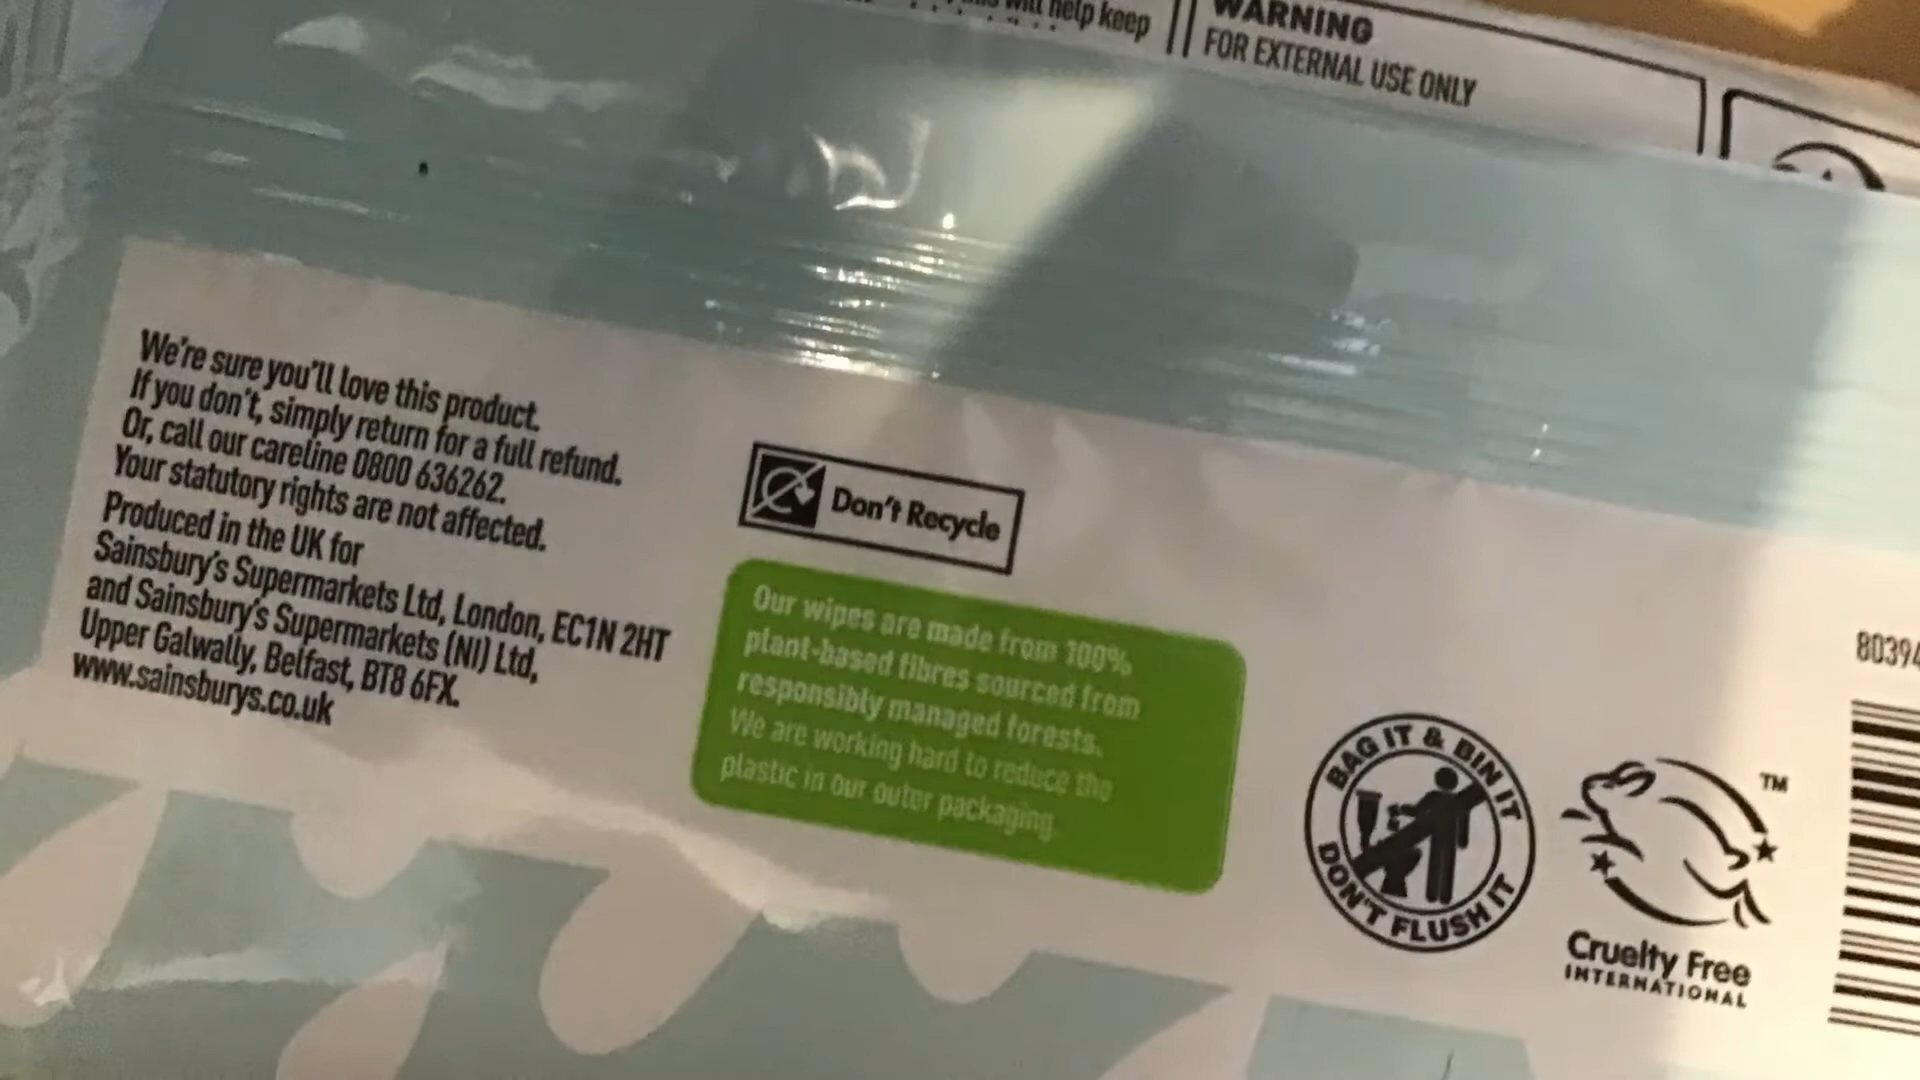 will help keep
WARNING
FOR EXTERNAL USE ONLY
We're sure you'll love this product.
If you don't, simply return for a full refund.
Or, call our careline 0800 636262.
Your statutory rights are not affected.
Produced in the UK for
Sainsbury's Supermarkets Ltd, London, EC1N 2HT
and Sainsbury's Supermarkets (NI) Ltd,
Upper Galwally, Belfast, BT8 6FX.
www.sainsburys.co.uk
Don't Recycle
Our wipes are made from 100%
plant-based fibres sourced from
responsibly managed forests.
We are working hard to reduce the
plastic in our outer packaging.
BAG IT & BIN IT
DON'T FLUSH IT
TM
Cruelty Free
INTERNATIONAL
80394